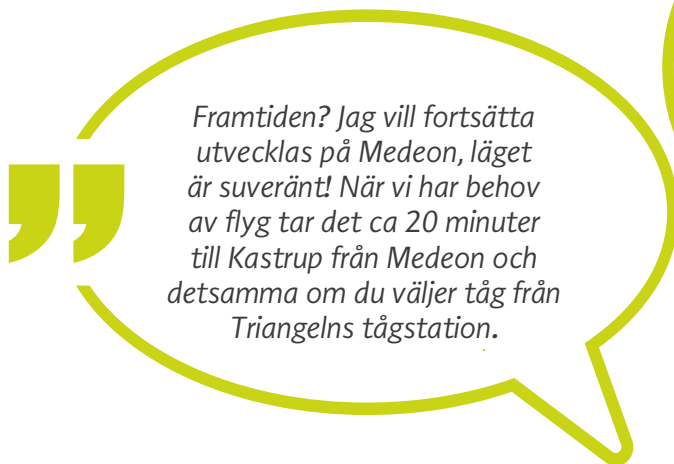 Framtiden? Jag vill fortsätta
utvecklas på Medeon, läget
är suveränt! När vi har behov
av flyg tar det ca 20 minuter
till Kastrup från Medeon och
detsamma om du väljer tåg från
Triangelns tågstation.